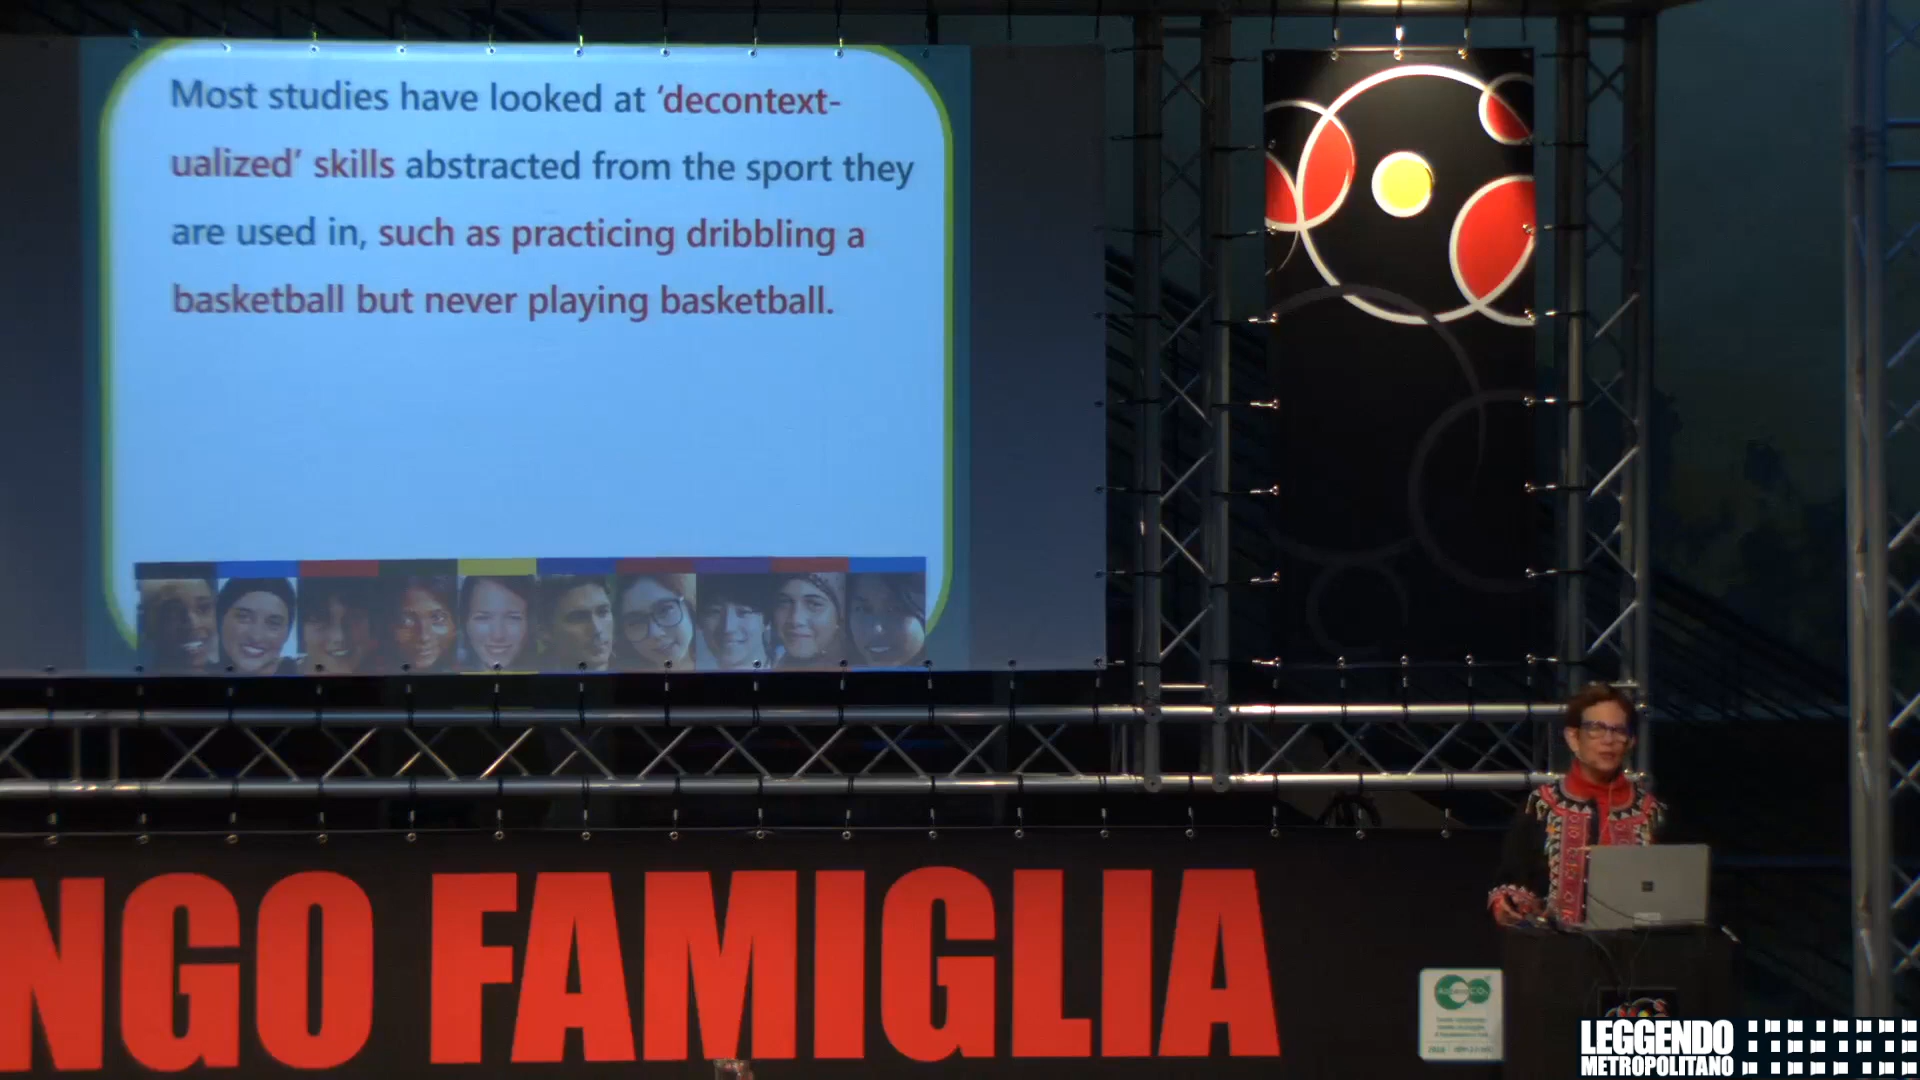 Most studies have looked at ‘decontext-
ualized’ skills abstracted from the sport they
are used in, such as practicing dribbling a
basketball but never playing basketball.
NGO FAMIGLIA
LEGGENDO
METROPOLITANO